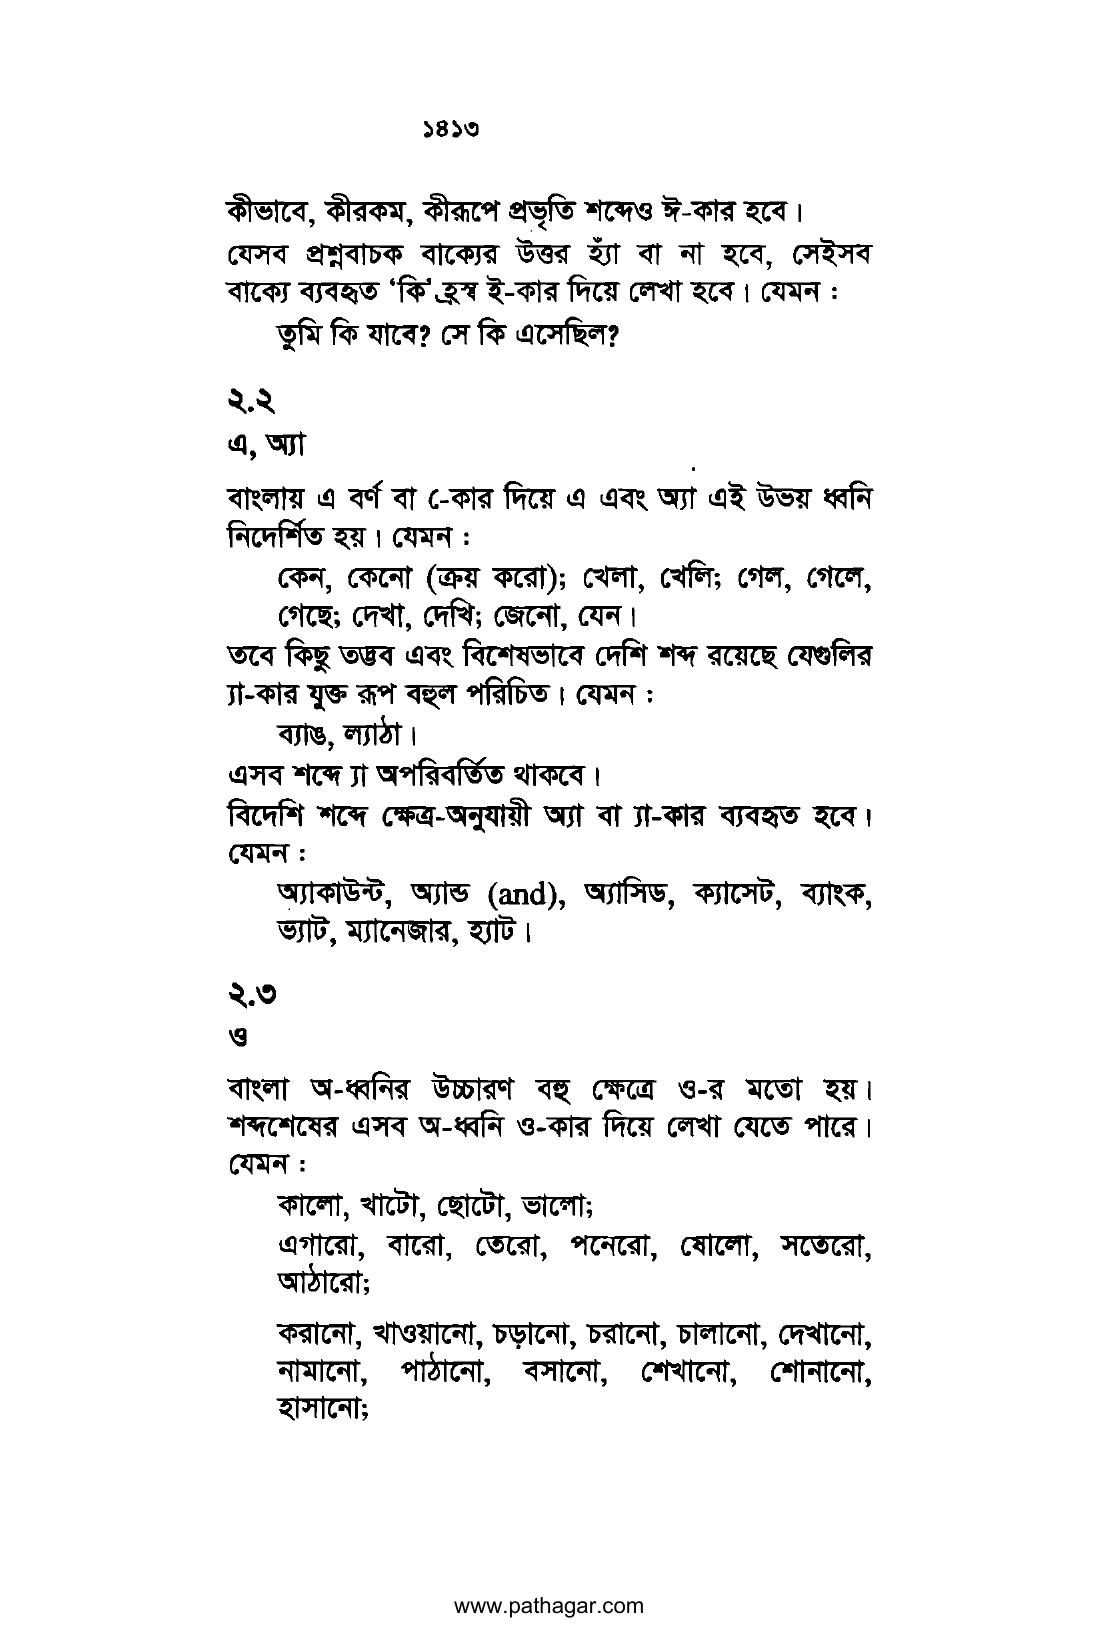 ১৪১৩
কীভাবে, কীরকম, কীরূপে প্রভৃতি শব্দেও ঈ-কার হবে।
যেসব প্রশ্নবাচক বাক্যের উত্তর হ্যাঁ বা না হবে, সেইসব
বাক্যে ব্যবহৃত ‘কি’ হ্রস্ব ই-কার দিয়ে লেখা হবে। যেমন :
তুমি কি যাবে? সে কি এসেছিল?
২.২
এ, অ্যা
বাংলায় এ বর্ণ বা ে-কার দিয়ে এ এবং অ্যা এই উভয় ধ্বনি
নির্দেশিত হয়। যেমন :
কেন, কেনো (ক্রয় করো); খেলা, খেলি; গেল, গেলে,
গেছে; দেখা, দেখি; জেনো, যেন।
তবে কিছু তদ্ভব এবং বিশেষভাবে দেশি শব্দ রয়েছে যেগুলির
্যা-কার যুক্ত রূপ বহুল পরিচিত। যেমন :
ব্যাঙ, ল্যাঠা।
এসব শব্দে ্যা অপরিবর্তিত থাকবে।
বিদেশি শব্দে ক্ষেত্র-অনুযায়ী অ্যা বা ্যা-কার ব্যবহৃত হবে।
যেমন :
অ্যাকাউন্ট, অ্যান্ড (and), অ্যাসিড, ক্যাসেট, ব্যাংক,
ভ্যাট, ম্যানেজার, হ্যাট।
২.৩
ও
বাংলা অ-ধ্বনির উচ্চারণ বহু ক্ষেত্রে ও-র মতো হয়।
শব্দশেষের এসব অ-ধ্বনি ও-কার দিয়ে লেখা যেতে পারে।
যেমন :
কালো, খাটো, ছোটো, ভালো;
এগারো, বারো, তেরো, পনেরো, ষোলো, সতেরো,
আঠারো;
করানো, খাওয়ানো, চড়ানো, চরানো, চালানো, দেখানো,
নামানো, পাঠানো, বসানো, শেখানো, শোনানো,
হাসানো;
www.pathagar.com